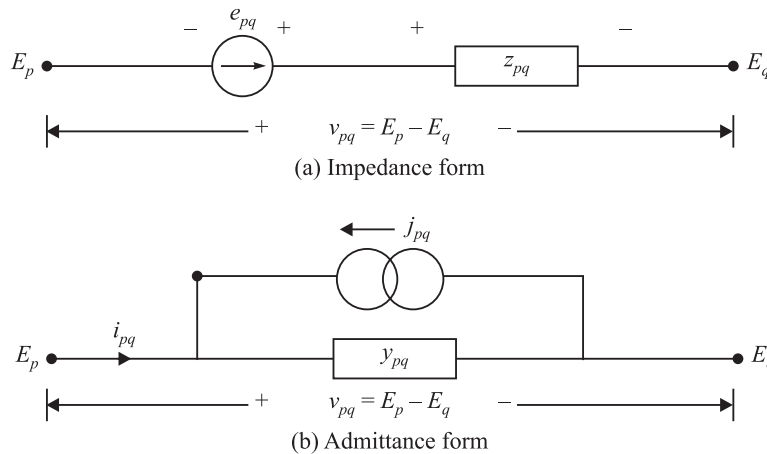 − e_pq + + −
E_p z_pq E_q
+ v_pq = E_p – E_q −
(a) Impedance form
j_pq
i_pq
E_p y_pq
+ v_pq = E_p – E_q −
(b) Admittance form